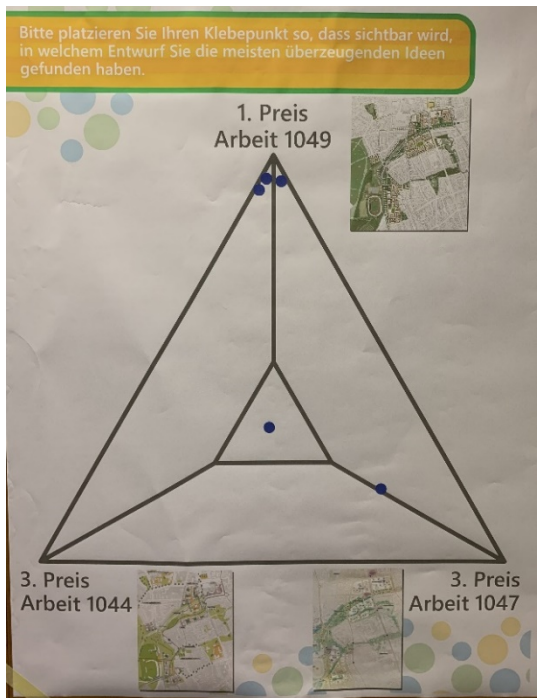 Bitte platzieren Sie Ihren Klebepunkt so, dass sichtbar wird,
in welchem Entwurf Sie die meisten überzeugenden Ideen
gefunden haben.
1. Preis
Arbeit 1049
3. Preis
Arbeit 1044
3. Preis
Arbeit 1047